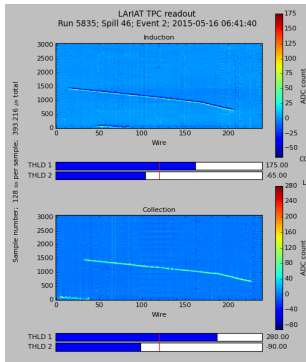 LArIAT TPC readout
Run 5835; Spill 46; Event 2; 2015-05-16 06:41:40
Induction
3000
2500
2000
1500
1000
500
0
0 50 100 150 200
Wire
175
150
125
100
75
50
25
0
-25
-50
ADC count
THLD 1 175.00
THLD 2 -65.00
Sample number; 128 ns per sample; 393.216 μs total
Collection
3000
2500
2000
1500
1000
500
0
0 50 100 150 200
Wire
280
240
200
160
120
80
40
0
-40
-80
ADC count
THLD 1 280.00
THLD 2 -90.00